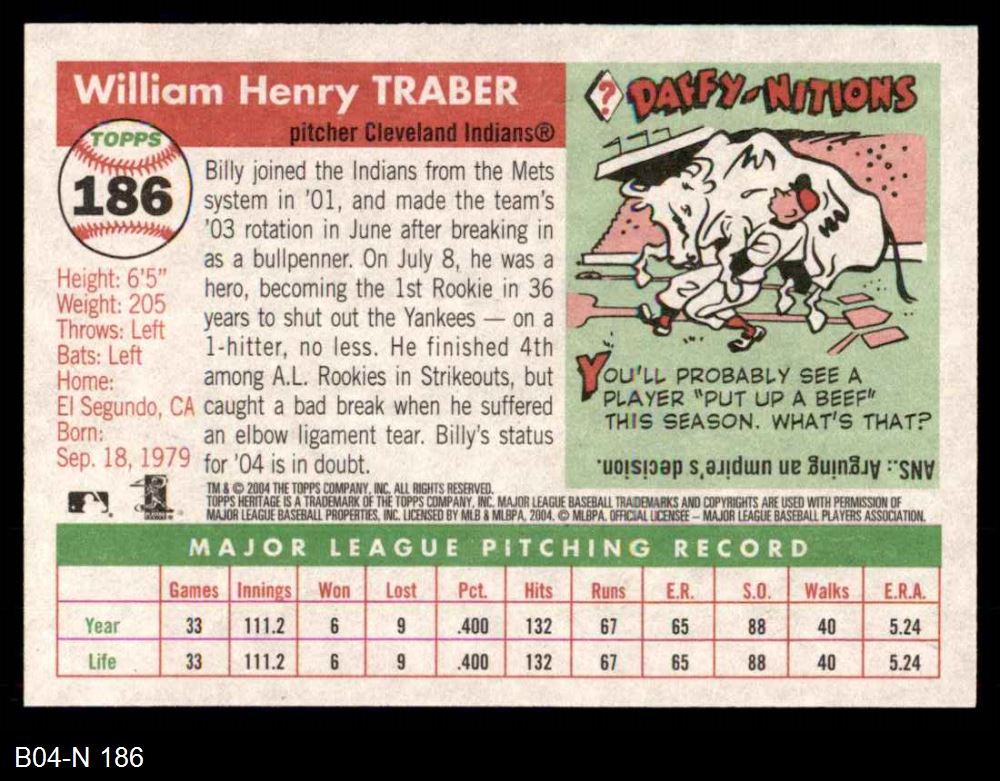 William Henry TRABER
pitcher Cleveland Indians®
TOPPS
186
Billy joined the Indians from the Mets
system in '01, and made the team's
'03 rotation in June after breaking in
as a bullpenner. On July 8, he was a
hero, becoming the 1st Rookie in 36
years to shut out the Yankees — on a
1-hitter, no less. He finished 4th
among A.L. Rookies in Strikeouts, but
caught a bad break when he suffered
an elbow ligament tear. Billy's status
for '04 is in doubt.
Height: 6'5"
Weight: 205
Throws: Left
Bats: Left
Home:
El Segundo, CA
Born:
Sep. 18, 1979
? DAFFY-NITIONS
YOU'LL PROBABLY SEE A
PLAYER "PUT UP A BEEF"
THIS SEASON. WHAT'S THAT?
ANS.: Arguing an umpire's decision.
TM & © 2004 THE TOPPS COMPANY, INC. ALL RIGHTS RESERVED.
TOPPS HERITAGE IS A TRADEMARK OF THE TOPPS COMPANY, INC. MAJOR LEAGUE BASEBALL TRADEMARKS AND COPYRIGHTS ARE USED WITH PERMISSION OF
MAJOR LEAGUE BASEBALL PROPERTIES, INC. LICENSED BY MLB & MLBPA, 2004. © MLBPA. OFFICIAL LICENSEE – MAJOR LEAGUE BASEBALL PLAYERS ASSOCIATION.
MAJOR LEAGUE PITCHING RECORD
Games Innings Won Lost Pct. Hits Runs E.R. S.O. Walks E.R.A.
Year 33 111.2 6 9 .400 132 67 65 88 40 5.24
Life 33 111.2 6 9 .400 132 67 65 88 40 5.24
B04-N 186